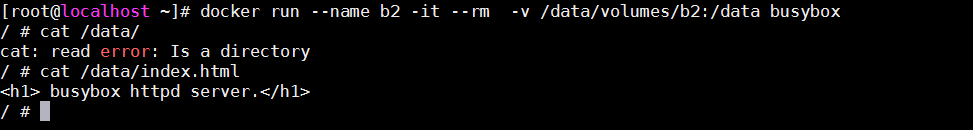 [root@localhost ~]# docker run --name b2 -it --rm  -v /data/volumes/b2:/data busybox
/ # cat /data/
cat: read error: Is a directory
/ # cat /data/index.html
<h1> busybox httpd server.</h1>
/ #